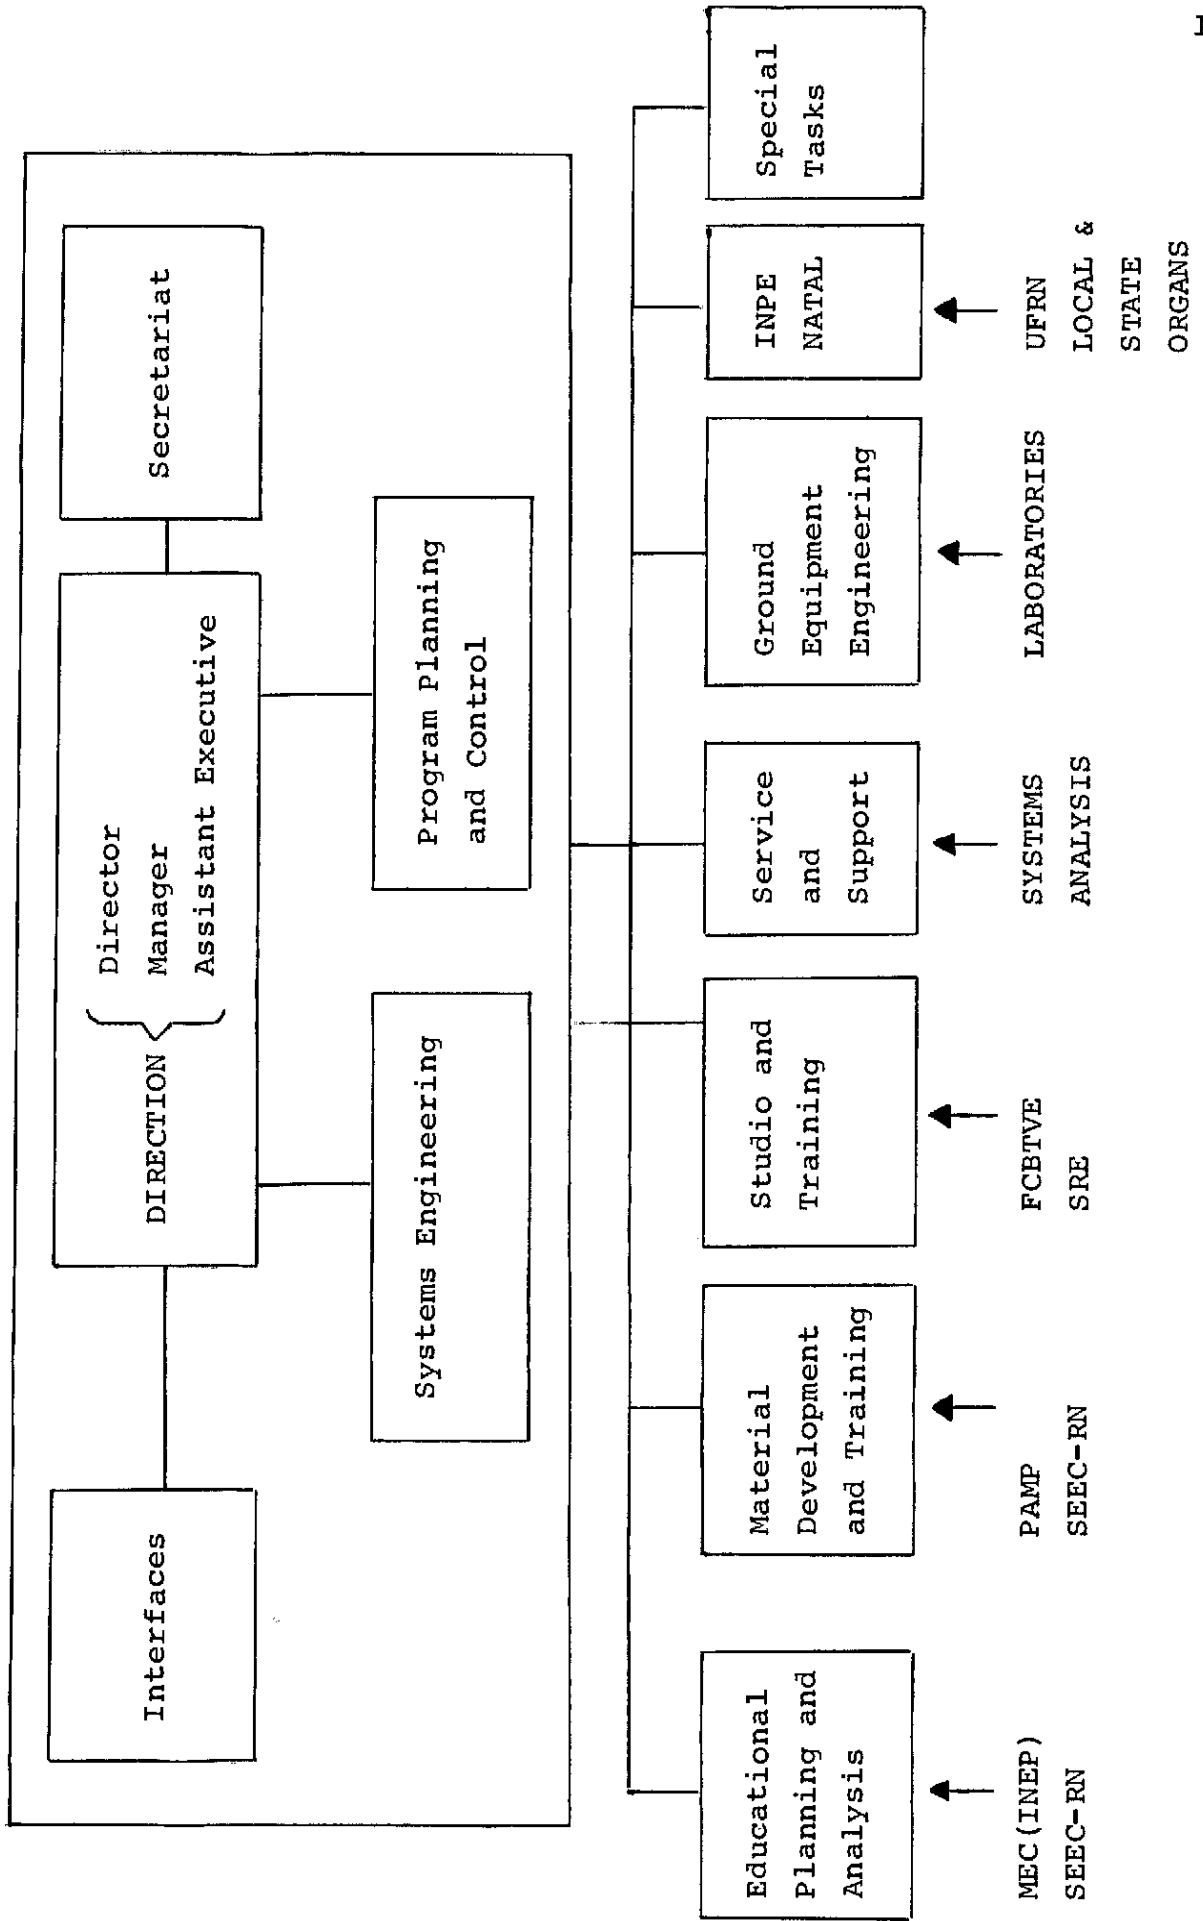 Interfaces
DIRECTION
Director
Manager
Assistant Executive
Secretariat
Systems Engineering
Program Planning
and Control
Educational
Planning and
Analysis
Material
Development
and Training
Studio and
Training
Service
and
Support
Ground
Equipment
Engineering
INPE
NATAL
Special
Tasks
MEC(INEP)
SEEC-RN
PAMP
SEEC-RN
FCBTVE
SRE
SYSTEMS
ANALYSIS
LABORATORIES
UFRN
LOCAL &
STATE
ORGANS